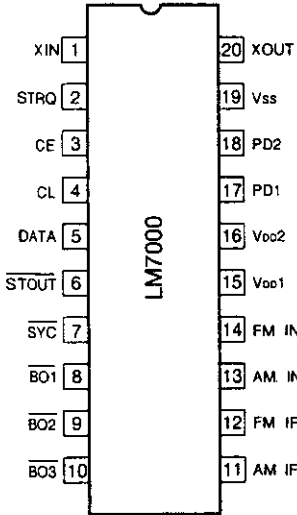 XIN 1
20 XOUT
STRQ 2
19 Vss
CE 3
18 PD2
CL 4
17 PD1
DATA 5
16 VDD2
STOUT 6
15 VDD1
SYC 7
14 FM IN
BO1 8
13 AM IN
BO2 9
12 FM IF
BO3 10
11 AM IF
LM7000